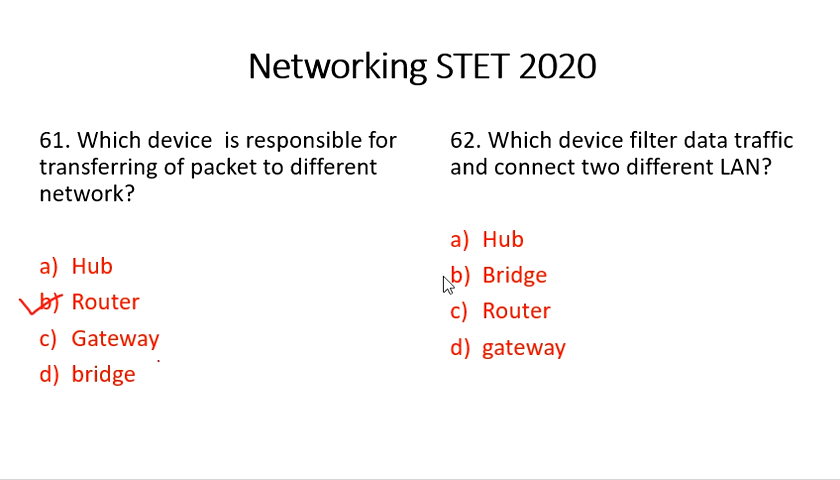 Networking STET 2020
61. Which device is responsible for
transferring of packet to different
network?
a) Hub
b) Router
c) Gateway
d) bridge
62. Which device filter data traffic
and connect two different LAN?
a) Hub
b) Bridge
c) Router
d) gateway